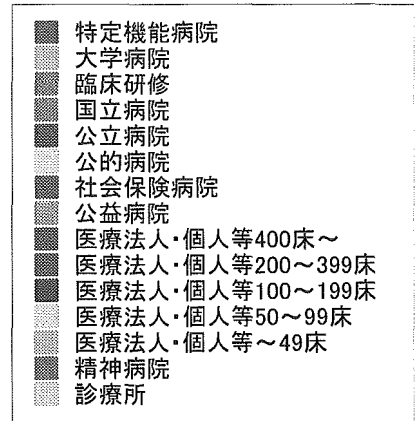 特定機能病院
大学病院
臨床研修
国立病院
公立病院
公的病院
社会保険病院
公益病院
医療法人・個人等400床～
医療法人・個人等200～399床
医療法人・個人等100～199床
医療法人・個人等50～99床
医療法人・個人等～49床
精神病院
診療所